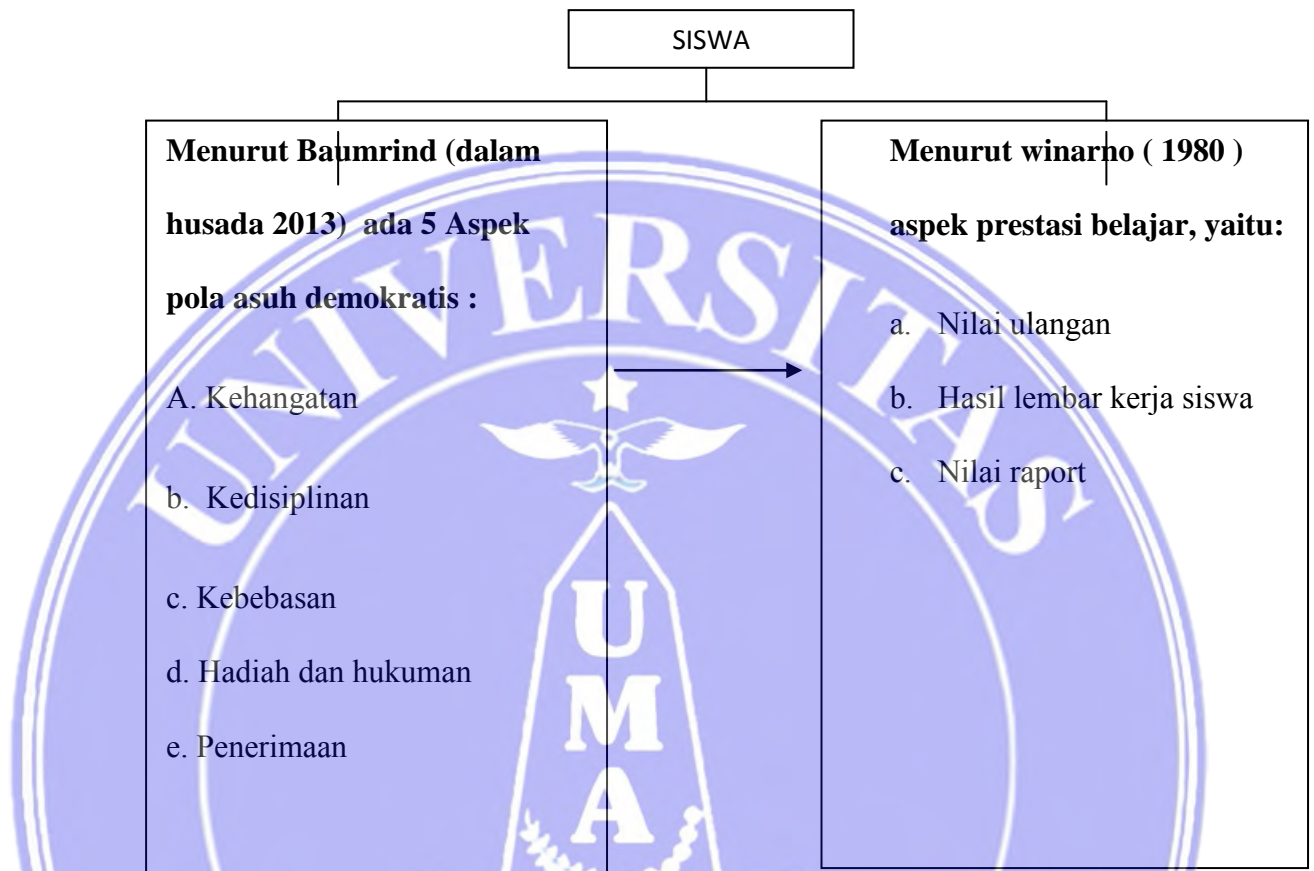 SISWA
Menurut Baumrind (dalam
husada 2013) ada 5 Aspek
pola asuh demokratis :
A. Kehangatan
b. Kedisiplinan
c. Kebebasan
d. Hadiah dan hukuman
e. Penerimaan
Menurut winarno ( 1980 )
aspek prestasi belajar, yaitu:
a. Nilai ulangan
b. Hasil lembar kerja siswa
c. Nilai raport
UNIVERSITAS
UMA